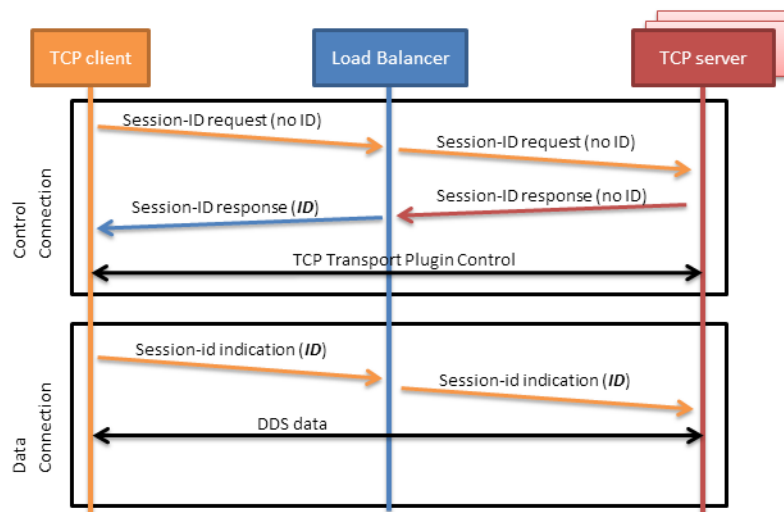 TCP client
Load Balancer
TCP server
Control
Connection
Session-ID request (no ID)
Session-ID request (no ID)
Session-ID response (no ID)
Session-ID response (ID)
TCP Transport Plugin Control
Data
Connection
Session-id indication (ID)
Session-id indication (ID)
DDS data